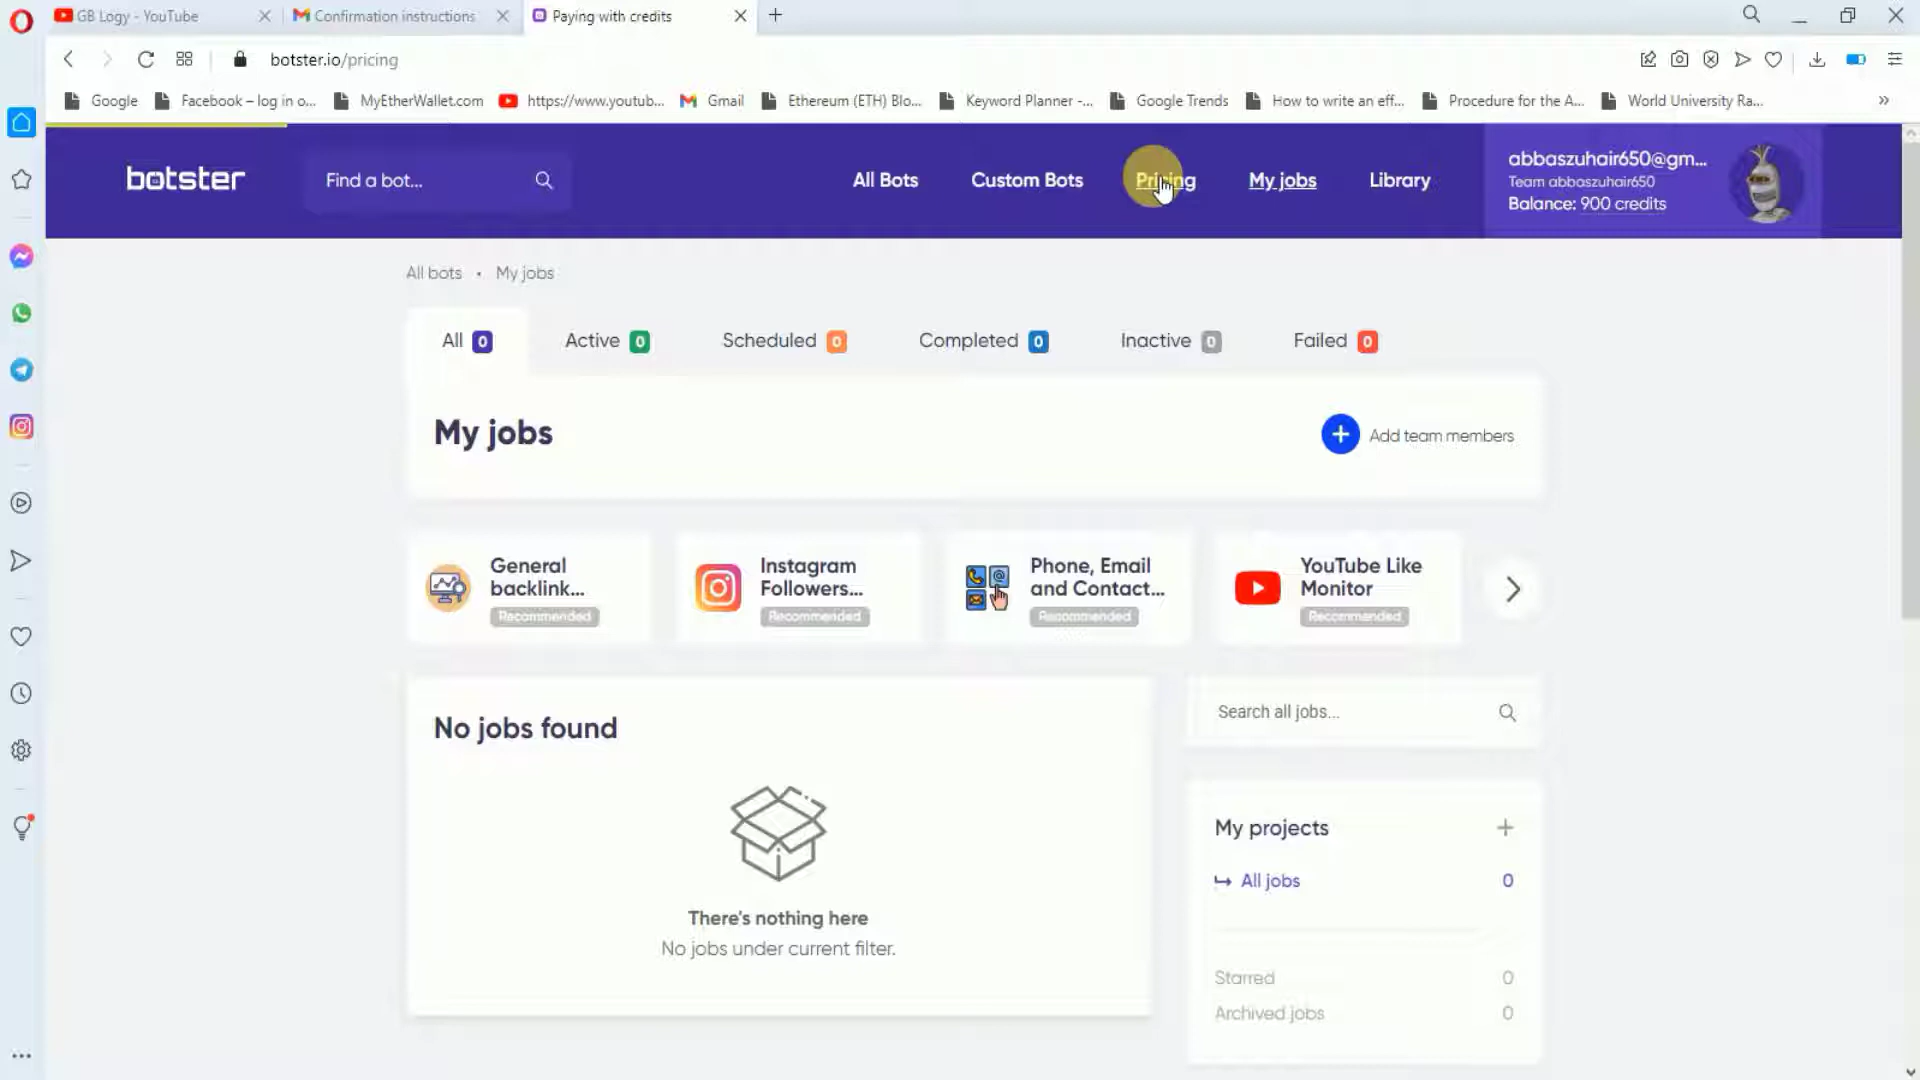 GB Logy - YouTube
Confirmation instructions
Paying with credits
botster.io/pricing
Google
Facebook – log in o...
MyEtherWallet.com
https://www.youtub...
Gmail
Ethereum (ETH) Blo...
Keyword Planner -...
Google Trends
How to write an eff...
Procedure for the A...
World University Ra...
botster
Find a bot...
All Bots
Custom Bots
Pricing
My jobs
Library
abbaszuhair650@gm...
Team abbaszuhair650
Balance: 900 credits
All bots • My jobs
All 0
Active 0
Scheduled 0
Completed 0
Inactive 0
Failed 0
My jobs
+ Add team members
General
backlink...
Recommended
Instagram
Followers...
Recommended
Phone, Email
and Contact...
Recommended
YouTube Like
Monitor
Recommended
No jobs found
There's nothing here
No jobs under current filter.
Search all jobs...
My projects +
All jobs 0
Starred 0
Archived jobs 0